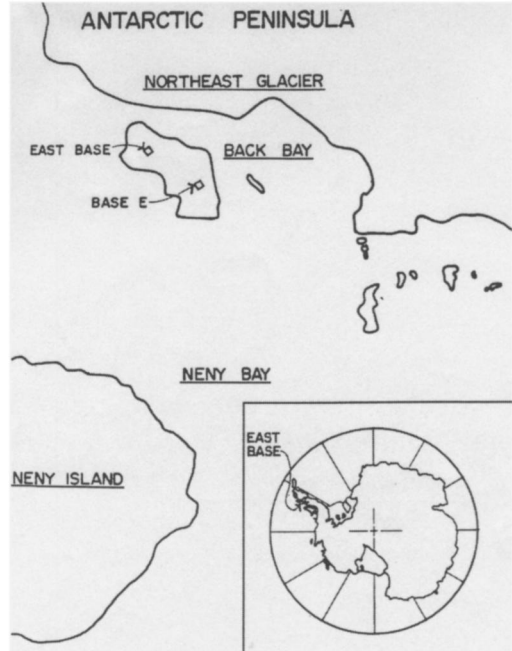 ANTARCTIC PENINSULA
NORTHEAST GLACIER
EAST BASE
BACK BAY
BASE E
NENY BAY
NENY ISLAND
EAST
BASE